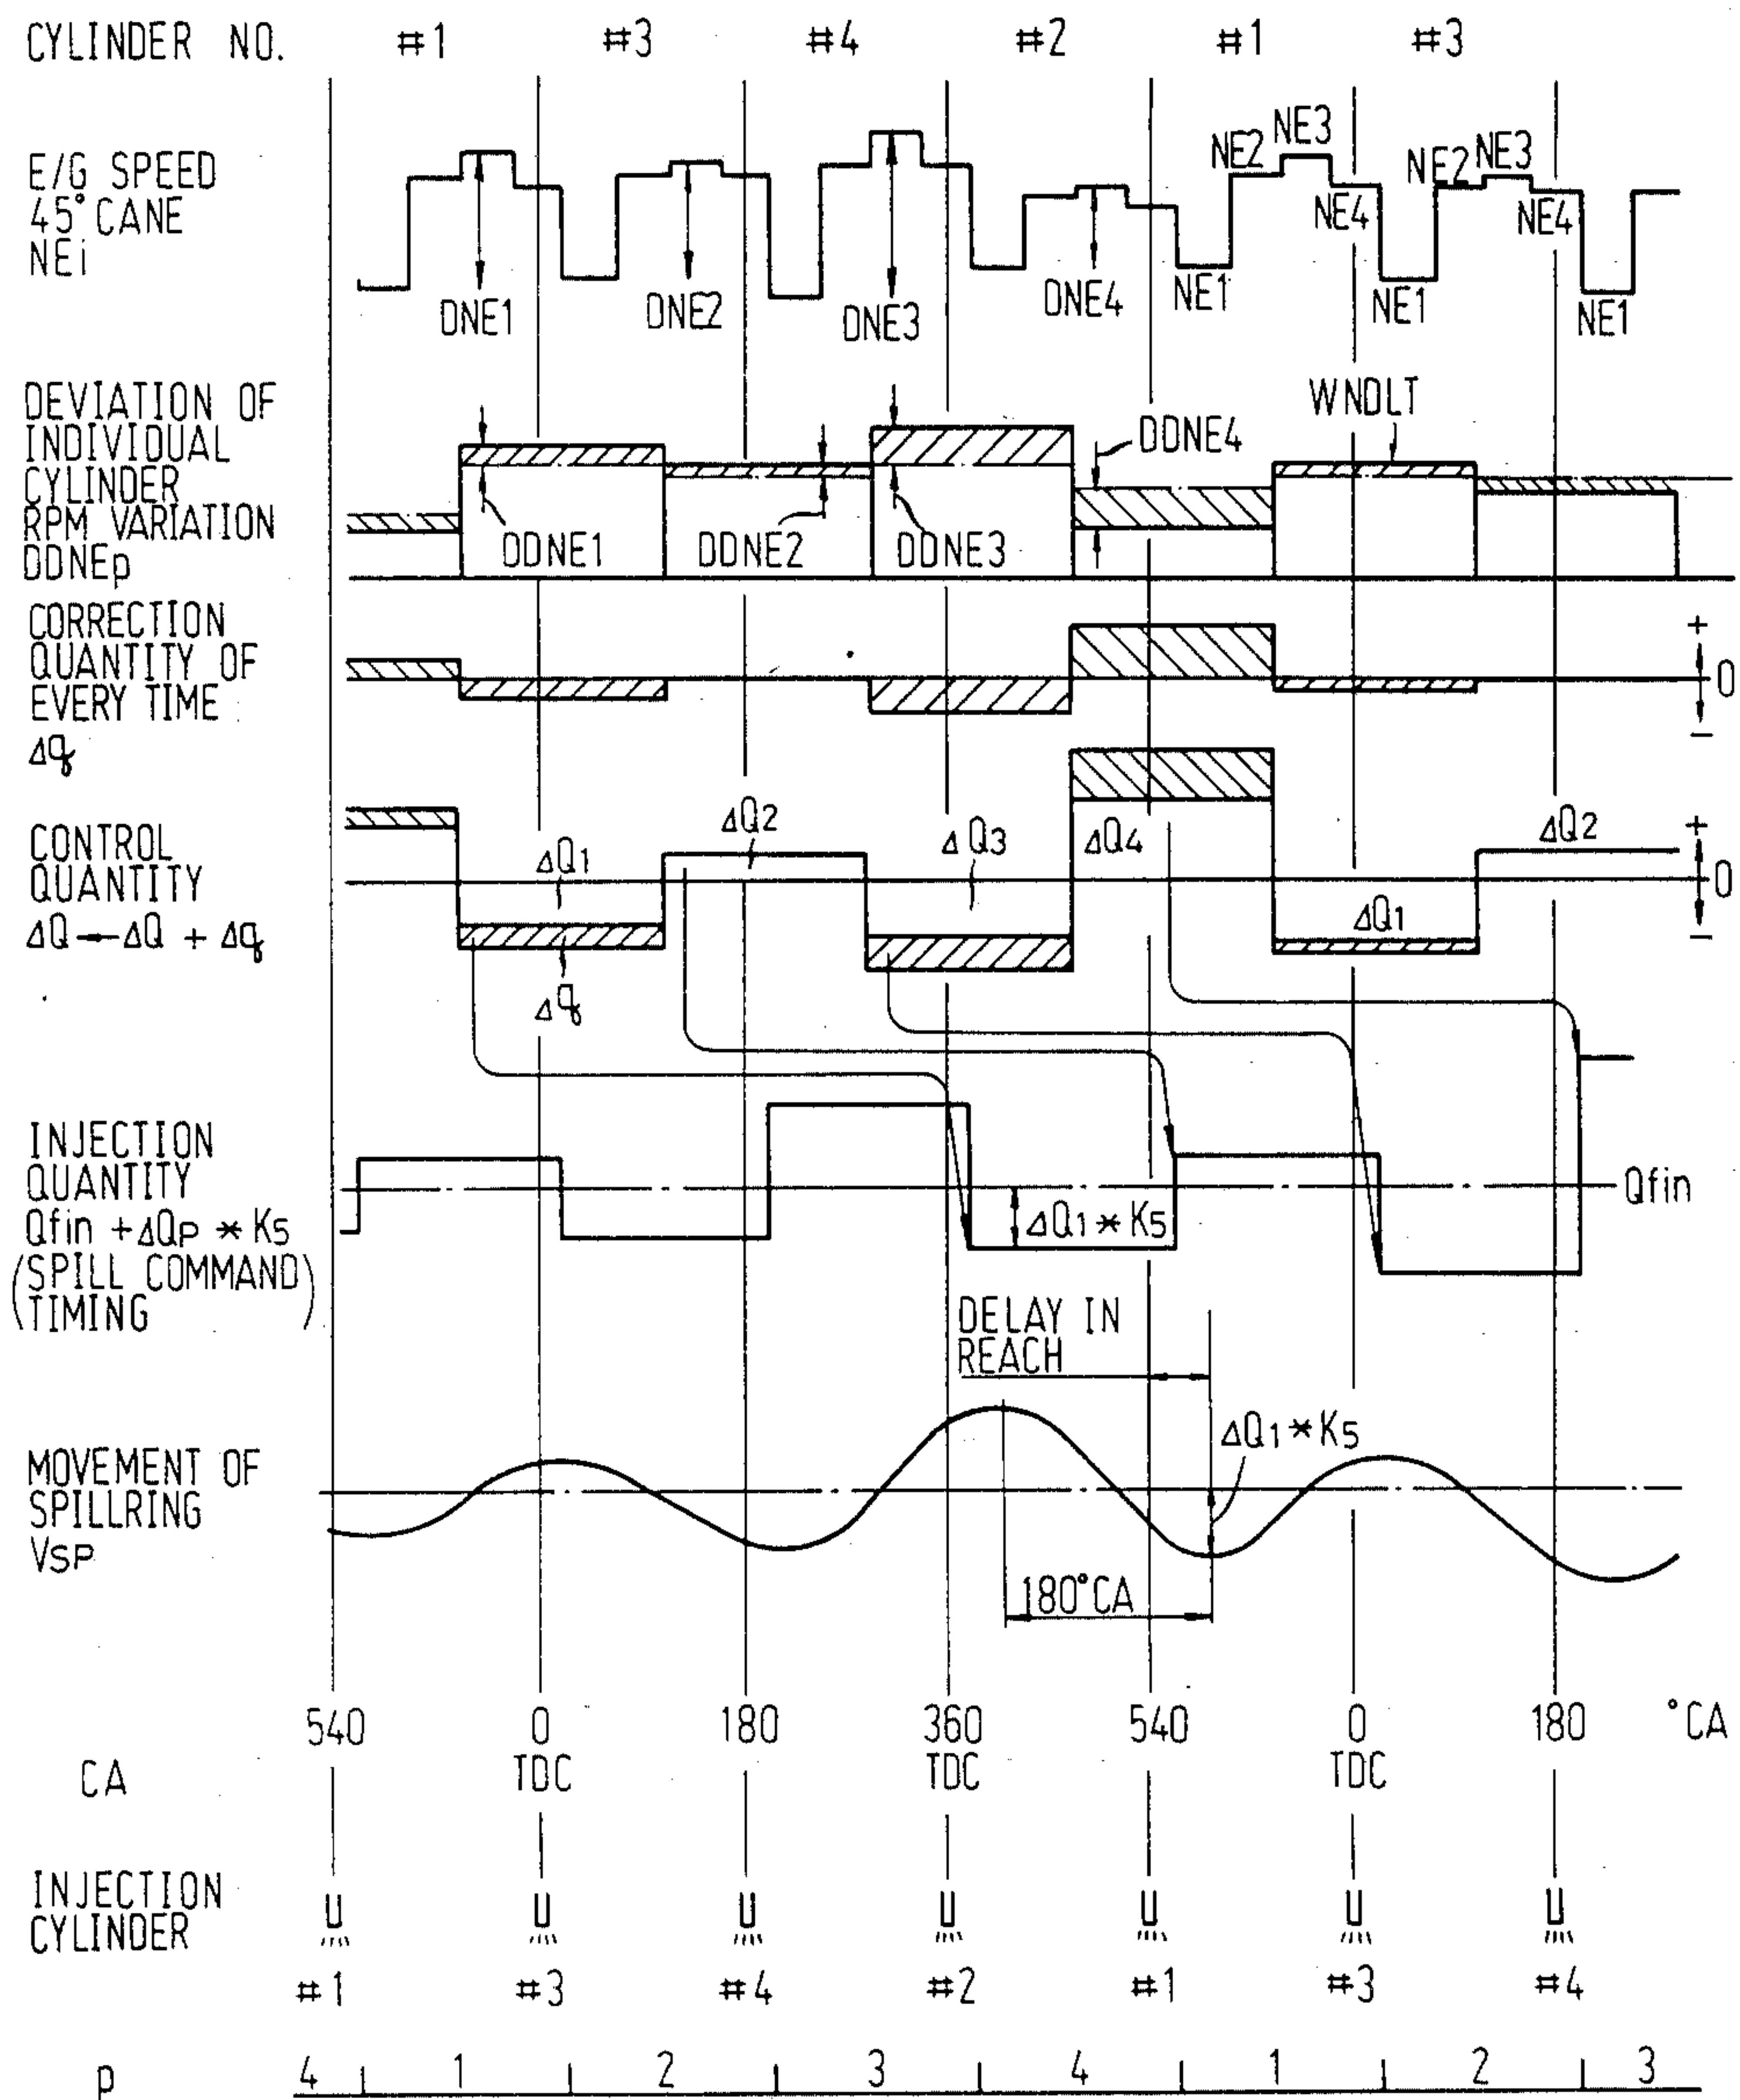 CYLINDER NO. #1 #3 #4 #2 #1 #3
E/G SPEED
45° CANE
NEi
NE2 NE3 NE4 NE2 NE3 NE4
DNE1 DNE2 DNE3 DNE4 NE1 NE1 NE1
DEVIATION OF
INDIVIDUAL
CYLINDER
RPM VARIATION
DDNEp
WNDLT
DDNE4
DDNE1 DDNE2 DDNE3
CORRECTION
QUANTITY OF
EVERY TIME
Δq
+
0
−
CONTROL
QUANTITY
ΔQ ← ΔQ + Δq
ΔQ1 ΔQ2 ΔQ3 ΔQ4 ΔQ1 ΔQ2
+
0
−
Δq
INJECTION
QUANTITY
Qfin + ΔQP * K5
(SPILL COMMAND)
(TIMING)
Qfin
ΔQ1 * K5
DELAY IN
REACH
MOVEMENT OF
SPILLRING
VSP
ΔQ1 * K5
180° CA
540 0 180 360 540 0 180 °CA
CA TDC TDC TDC
INJECTION
CYLINDER
#1 #3 #4 #2 #1 #3 #4
p 4 1 2 3 4 1 2 3